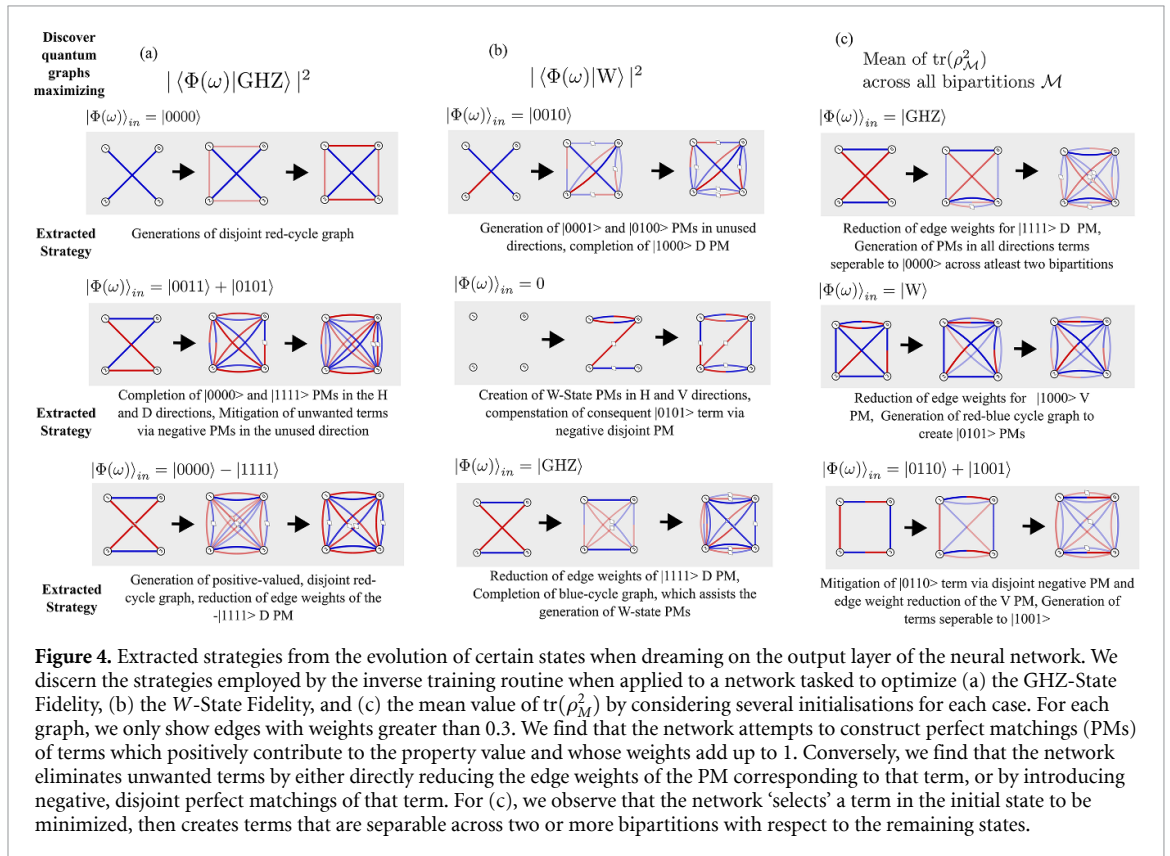 Discover
quantum
graphs
maximizing
(a)
| ⟨Φ(ω)|GHZ⟩ |²
(b)
| ⟨Φ(ω)|W⟩ |²
(c)
Mean of tr(ρ²_ℳ)
across all bipartitions ℳ
|Φ(ω)⟩_in = |0000⟩
|Φ(ω)⟩_in = |0010⟩
|Φ(ω)⟩_in = |GHZ⟩
Extracted
Strategy
Generations of disjoint red-cycle graph
Generation of |0001> and |0100> PMs in unused
directions, completion of |1000> D PM
Reduction of edge weights for |1111> D PM,
Generation of PMs in all directions terms
seperable to |0000> across atleast two bipartitions
|Φ(ω)⟩_in = |0011⟩ + |0101⟩
|Φ(ω)⟩_in = 0
|Φ(ω)⟩_in = |W⟩
Extracted
Strategy
Completion of |0000> and |1111> PMs in the H
and D directions, Mitigation of unwanted terms
via negative PMs in the unused direction
Creation of W-State PMs in H and V directions,
compenstation of consequent |0101> term via
negative disjoint PM
Reduction of edge weights for |1000> V
PM, Generation of red-blue cycle graph to
create |0101> PMs
|Φ(ω)⟩_in = |0000⟩ − |1111⟩
|Φ(ω)⟩_in = |GHZ⟩
|Φ(ω)⟩_in = |0110⟩ + |1001⟩
Extracted
Strategy
Generation of positive-valued, disjoint red-
cycle graph, reduction of edge weights of the
-|1111> D PM
Reduction of edge weights of |1111> D PM,
Completion of blue-cycle graph, which assists the
generation of W-state PMs
Mitigation of |0110> term via disjoint negative PM and
edge weight reduction of the V PM, Generation of
terms seperable to |1001>
Figure 4. Extracted strategies from the evolution of certain states when dreaming on the output layer of the neural network. We
discern the strategies employed by the inverse training routine when applied to a network tasked to optimize (a) the GHZ-State
Fidelity, (b) the W-State Fidelity, and (c) the mean value of tr(ρ²_M) by considering several initialisations for each case. For each
graph, we only show edges with weights greater than 0.3. We find that the network attempts to construct perfect matchings (PMs)
of terms which positively contribute to the property value and whose weights add up to 1. Conversely, we find that the network
eliminates unwanted terms by either directly reducing the edge weights of the PM corresponding to that term, or by introducing
negative, disjoint perfect matchings of that term. For (c), we observe that the network ‘selects’ a term in the initial state to be
minimized, then creates terms that are separable across two or more bipartitions with respect to the remaining states.